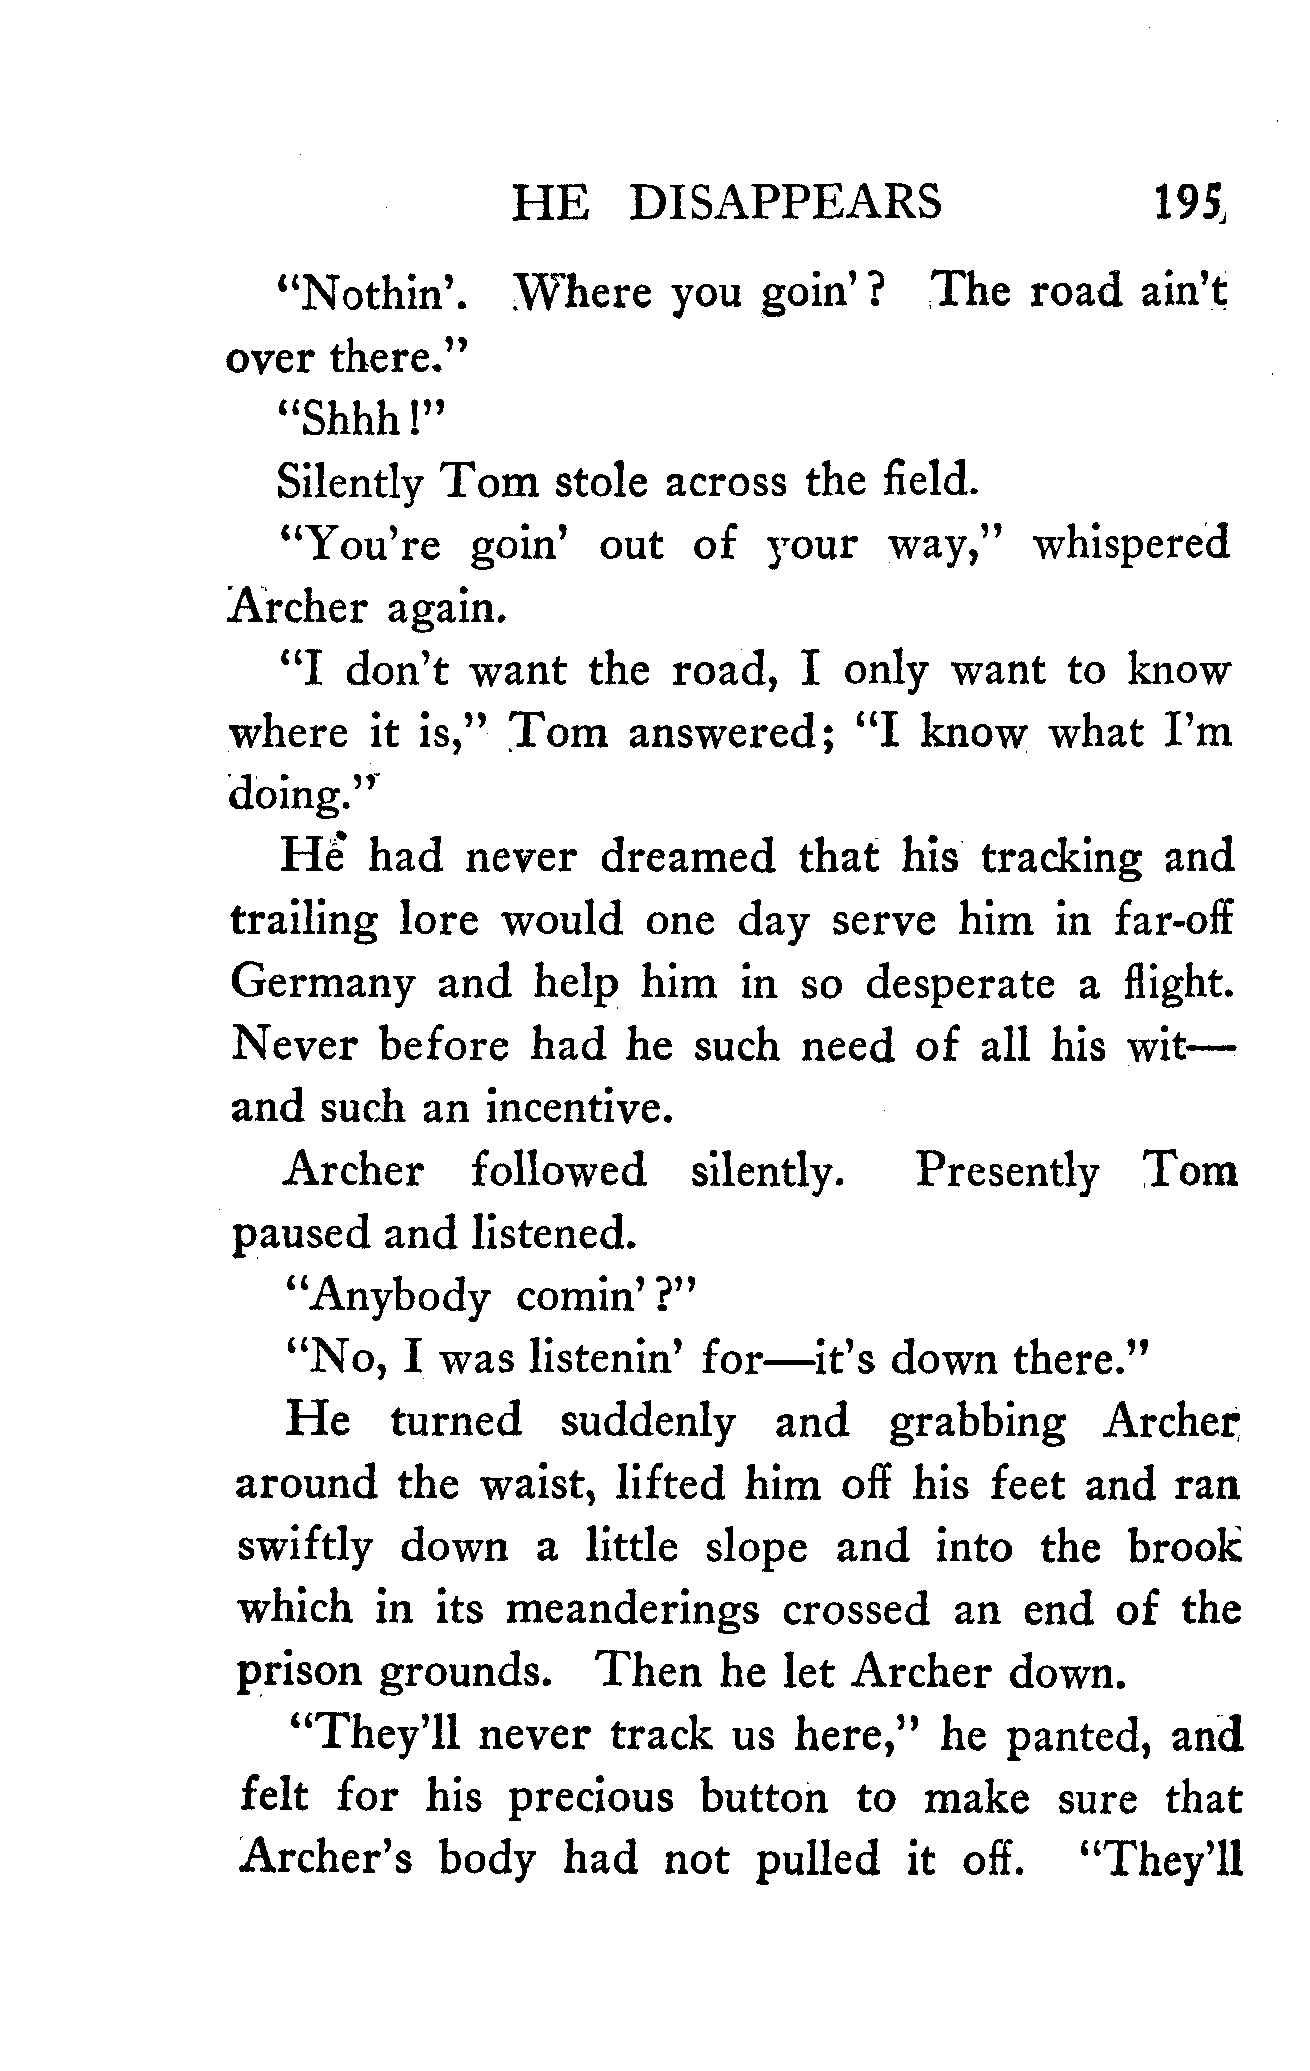 HE DISAPPEARS 195
"Nothin'. Where you goin'? The road ain't
over there."
"Shhh!"
Silently Tom stole across the field.
"You're goin' out of your way," whispered
Archer again.
"I don't want the road, I only want to know
where it is," Tom answered; "I know what I'm
doing."
He had never dreamed that his tracking and
trailing lore would one day serve him in far-off
Germany and help him in so desperate a flight.
Never before had he such need of all his wit—
and such an incentive.
Archer followed silently. Presently Tom
paused and listened.
"Anybody comin'?"
"No, I was listenin' for—it's down there."
He turned suddenly and grabbing Archer
around the waist, lifted him off his feet and ran
swiftly down a little slope and into the brook
which in its meanderings crossed an end of the
prison grounds. Then he let Archer down.
"They'll never track us here," he panted, and
felt for his precious button to make sure that
Archer's body had not pulled it off. "They'll